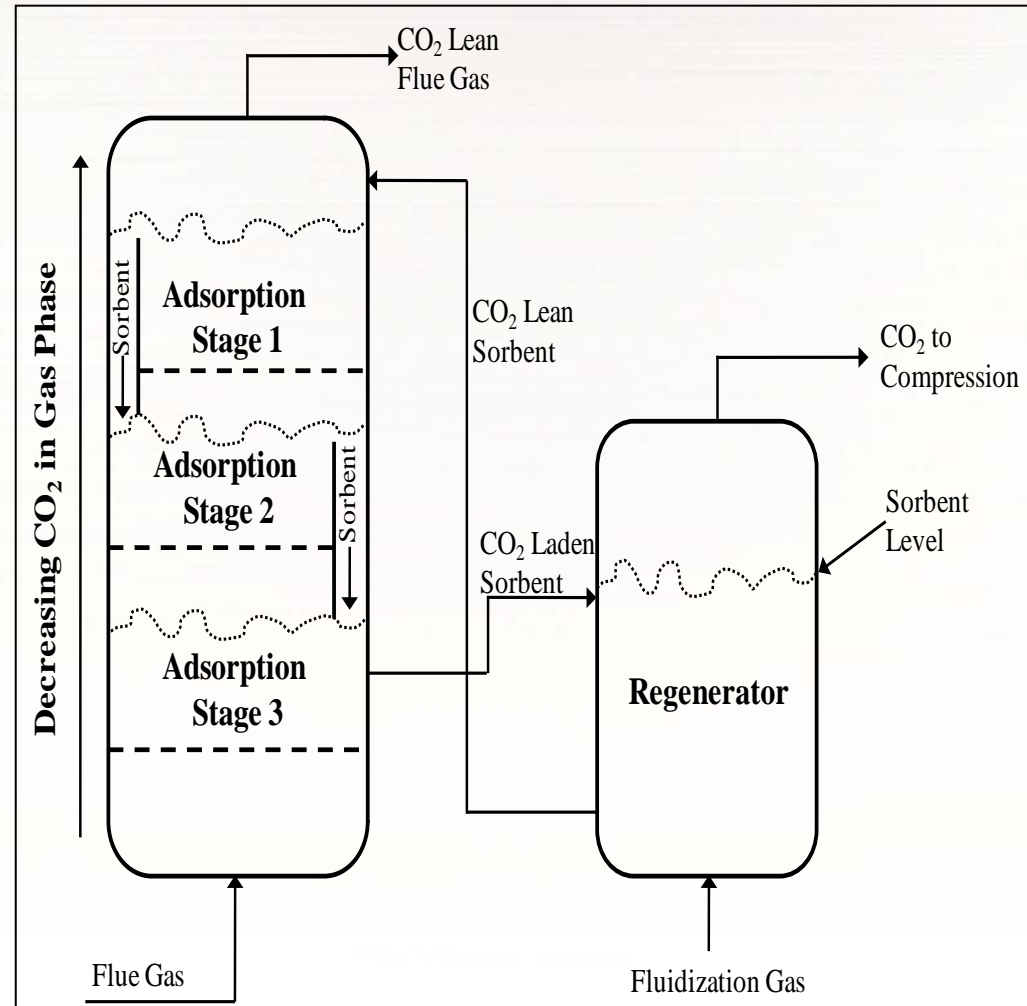 CO₂ Lean
Flue Gas
Decreasing CO₂ in Gas Phase
Sorbent
Adsorption
Stage 1
CO₂ Lean
Sorbent
CO₂ to
Compression
Adsorption
Stage 2
Sorbent
CO₂ Laden
Sorbent
Sorbent
Level
Adsorption
Stage 3
Regenerator
Flue Gas
Fluidization Gas